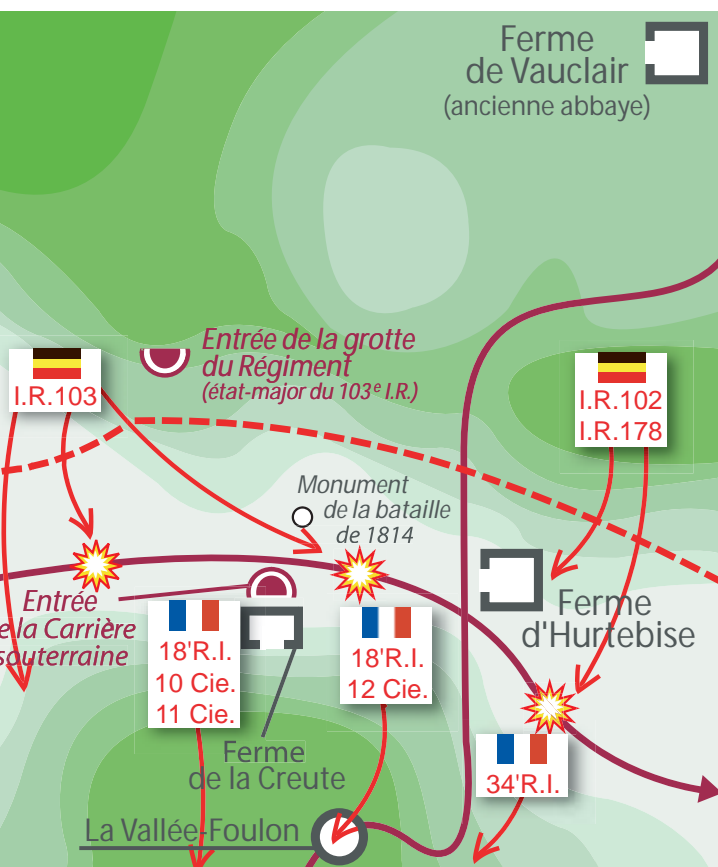 Ferme
de Vauclair
(ancienne abbaye)
Entrée de la grotte
du Régiment
(état-major du 103e I.R.)
I.R.103
I.R.102
I.R.178
Monument
de la bataille
de 1814
Entrée
e la Carrière
souterraine
18'R.I.
10 Cie.
11 Cie.
18'R.I.
12 Cie.
Ferme
d'Hurtebise
34'R.I.
Ferme
de la Creute
La Vallée-Foulon